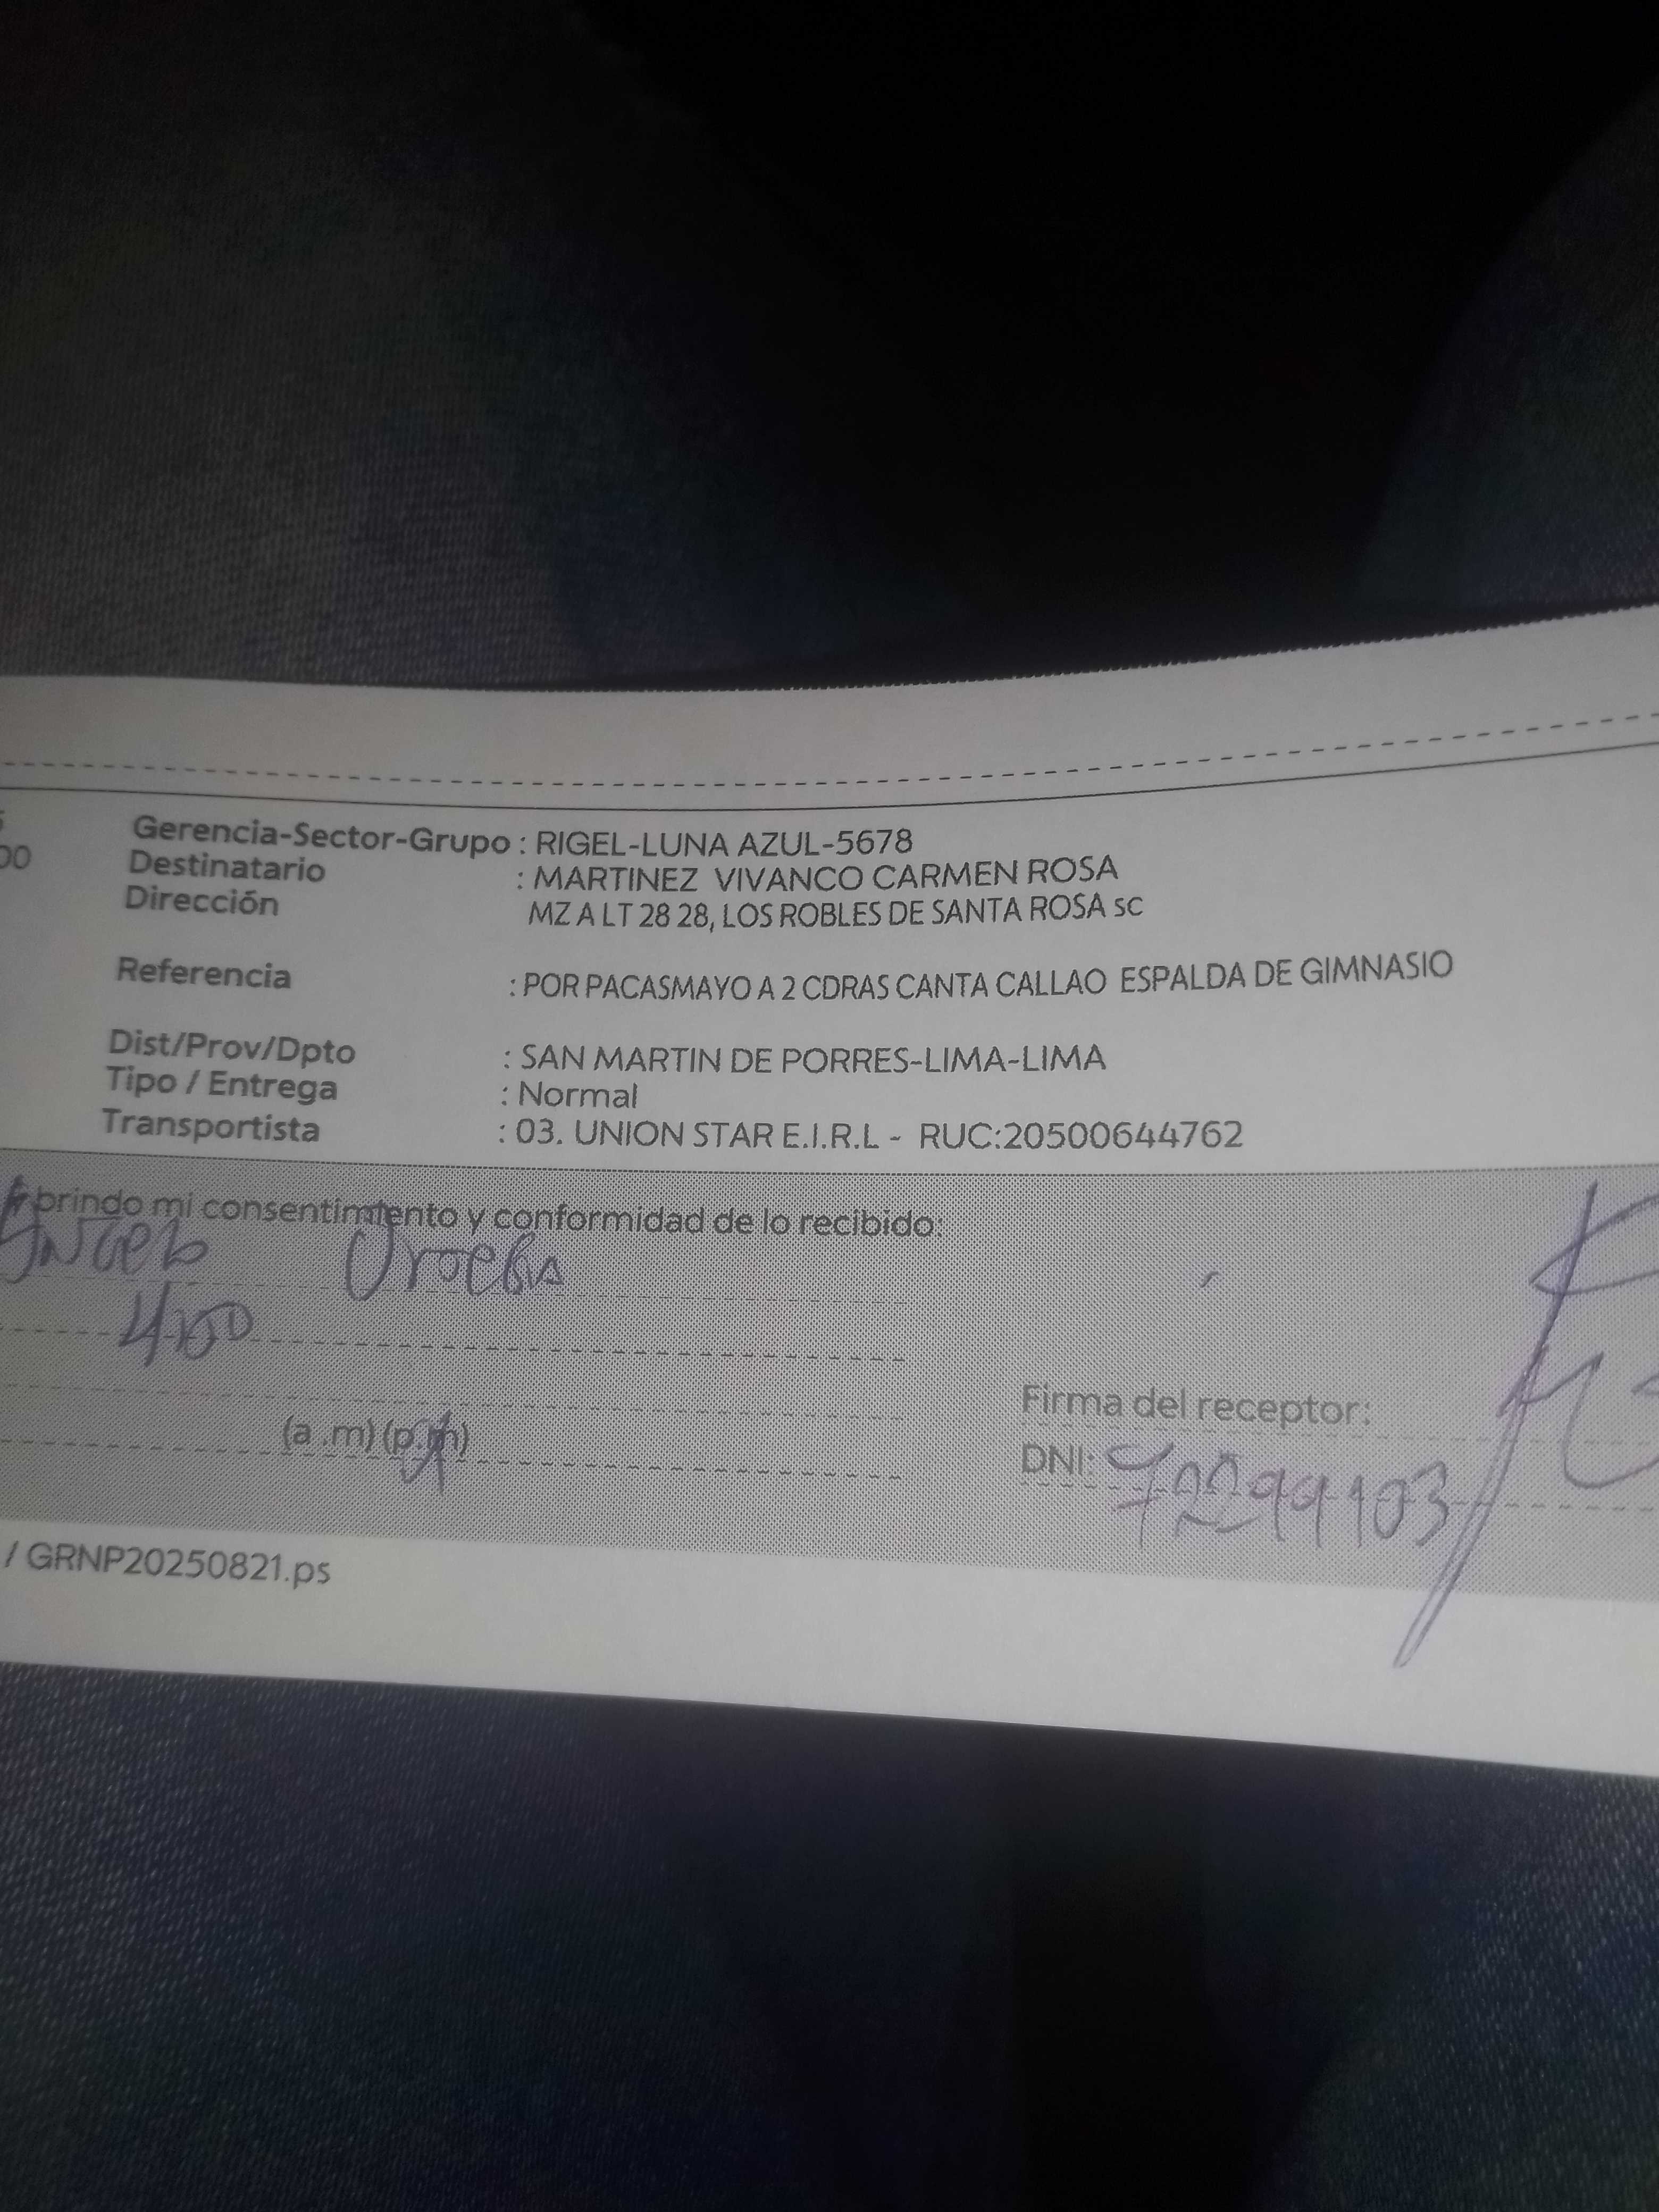 Gerencia-Sector-Grupo : RIGEL-LUNA AZUL-5678
00 Destinatario : MARTINEZ VIVANCO CARMEN ROSA
Dirección MZ A LT 28 28, LOS ROBLES DE SANTA ROSA sc
Referencia : POR PACASMAYO A 2 CDRAS CANTA CALLAO ESPALDA DE GIMNASIO
Dist/Prov/Dpto : SAN MARTIN DE PORRES-LIMA-LIMA
Tipo / Entrega : Normal
Transportista : 03. UNION STAR E.I.R.L - RUC:20500644762
brindo mi consentimiento y conformidad de lo recibido:
Firma del receptor:
(a .m) (p.m)
DNI: 72299103
/ GRNP20250821.ps